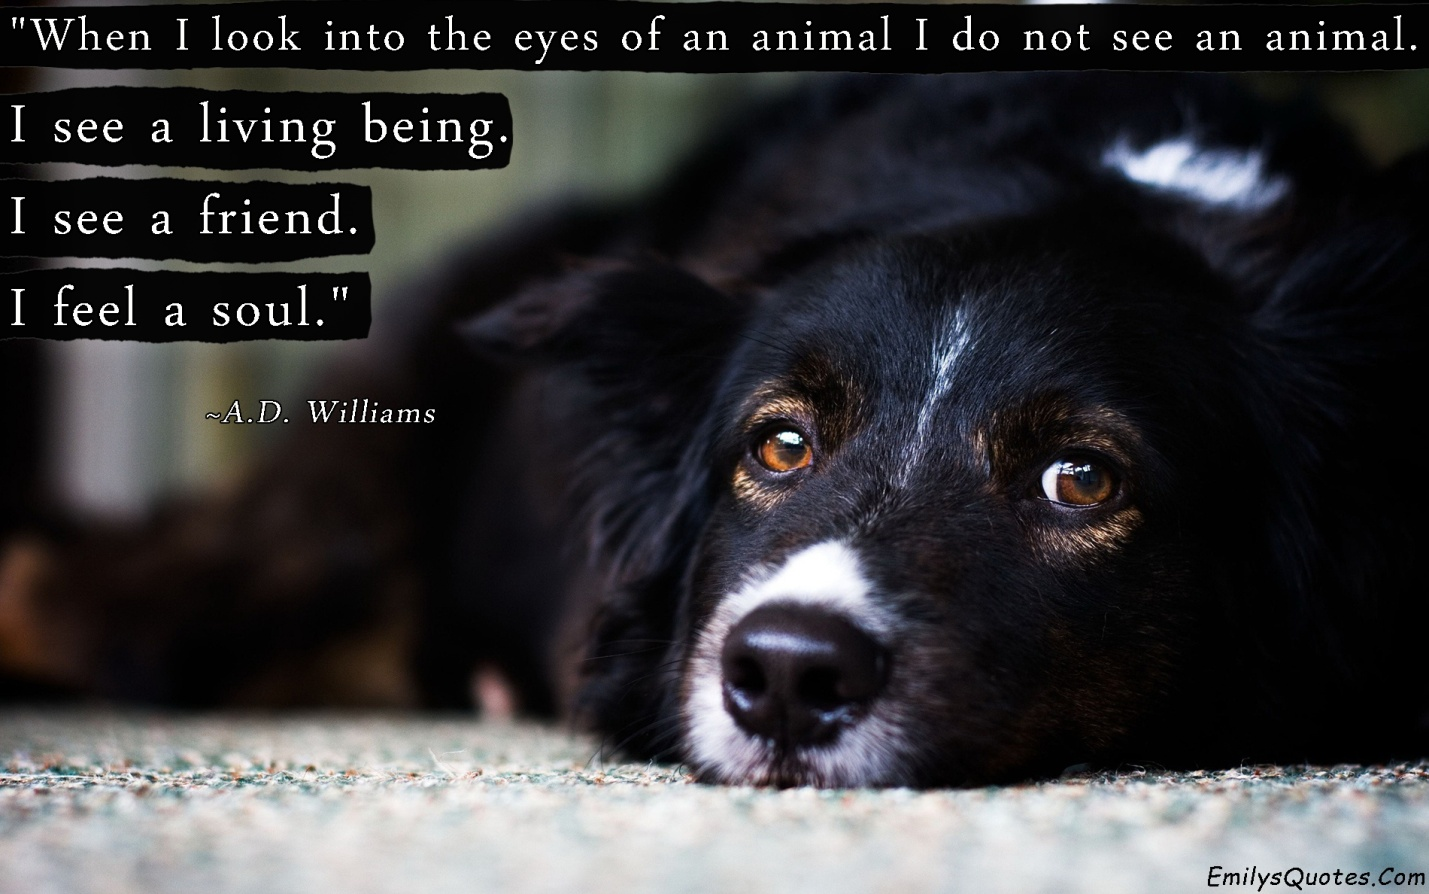 "When I look into the eyes of an animal I do not see an animal.
I see a living being.
I see a friend.
I feel a soul."
~A.D. Williams
EmilysQuotes.Com